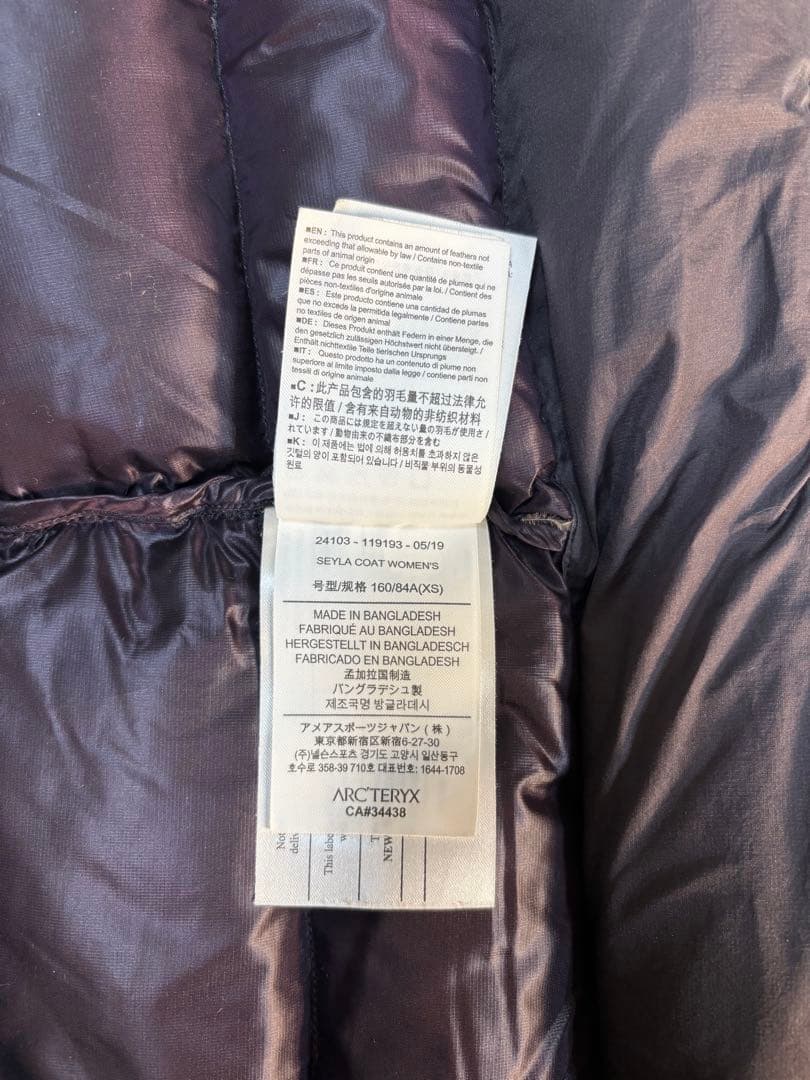 ■EN : This product contains an amount of feathers not
exceeding that allowable by law / Contains non-textile
parts of animal origin
■FR : Ce produit contient une quantité de plumes qui ne
dépasse pas les seuils autorisés par la loi. / Contient des
pièces non-textiles d'origine animale
■ES : Este producto contiene una cantidad de plumas
que no excede la permitida legalmente / Contiene partes
no textiles de origen animal
■DE : Dieses Produkt enthält Federn in einer Menge, die
den gesetzlich zulässigen Höchstwert nicht übersteigt. /
Enthält nichttextile Teile tierischen Ursprungs
■IT : Questo prodotto ha un contenuto di piume non
superiore al limite imposto dalla legge / contiene parti non
tessili di origine animale
■C : 此产品包含的羽毛量不超过法律允
许的限值 / 含有来自动物的非纺织材料
■J : この商品には規定を超えない量の羽毛が使用さ
れています / 動物由来の不織布部分を含む
■K : 이 제품에는 법에 의해 허용치를 초과하지 않은
깃털의 양이 포함되어 있습니다 / 비직물 부위의 동물성
원료
24103 - 119193 - 05/19
SEYLA COAT WOMEN'S
号型/规格 160/84A(XS)
MADE IN BANGLADESH
FABRIQUÉ AU BANGLADESH
HERGESTELLT IN BANGLADESCH
FABRICADO EN BANGLADESH
孟加拉国制造
バングラデシュ製
제조국명 방글라데시
アメアスポーツジャパン (株)
東京都新宿区新宿6-27-30
(주)넬슨스포츠 경기도 고양시 일산동구
호수로 358-39 710호 대표번호: 1644-1708
ARC'TERYX
CA#34438
Not
This labe
NEW